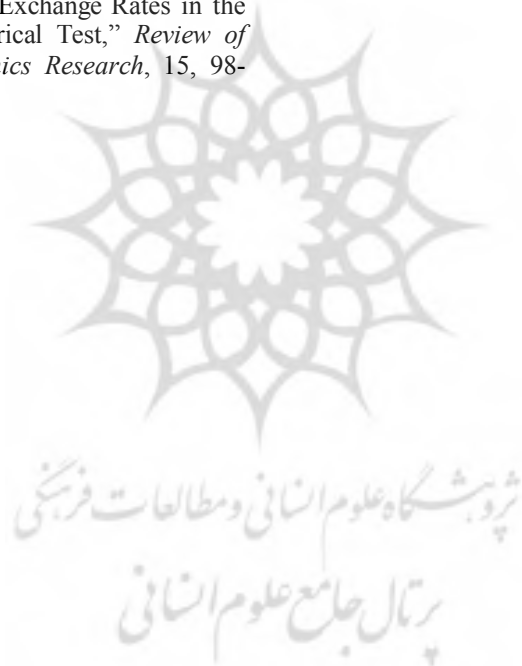 Exchange Rates in the
rical Test,” Review of
ics Research, 15, 98-
پژوهشگاه علوم انسانی و مطالعات فرهنگی
پرتال جامع علوم انسانی